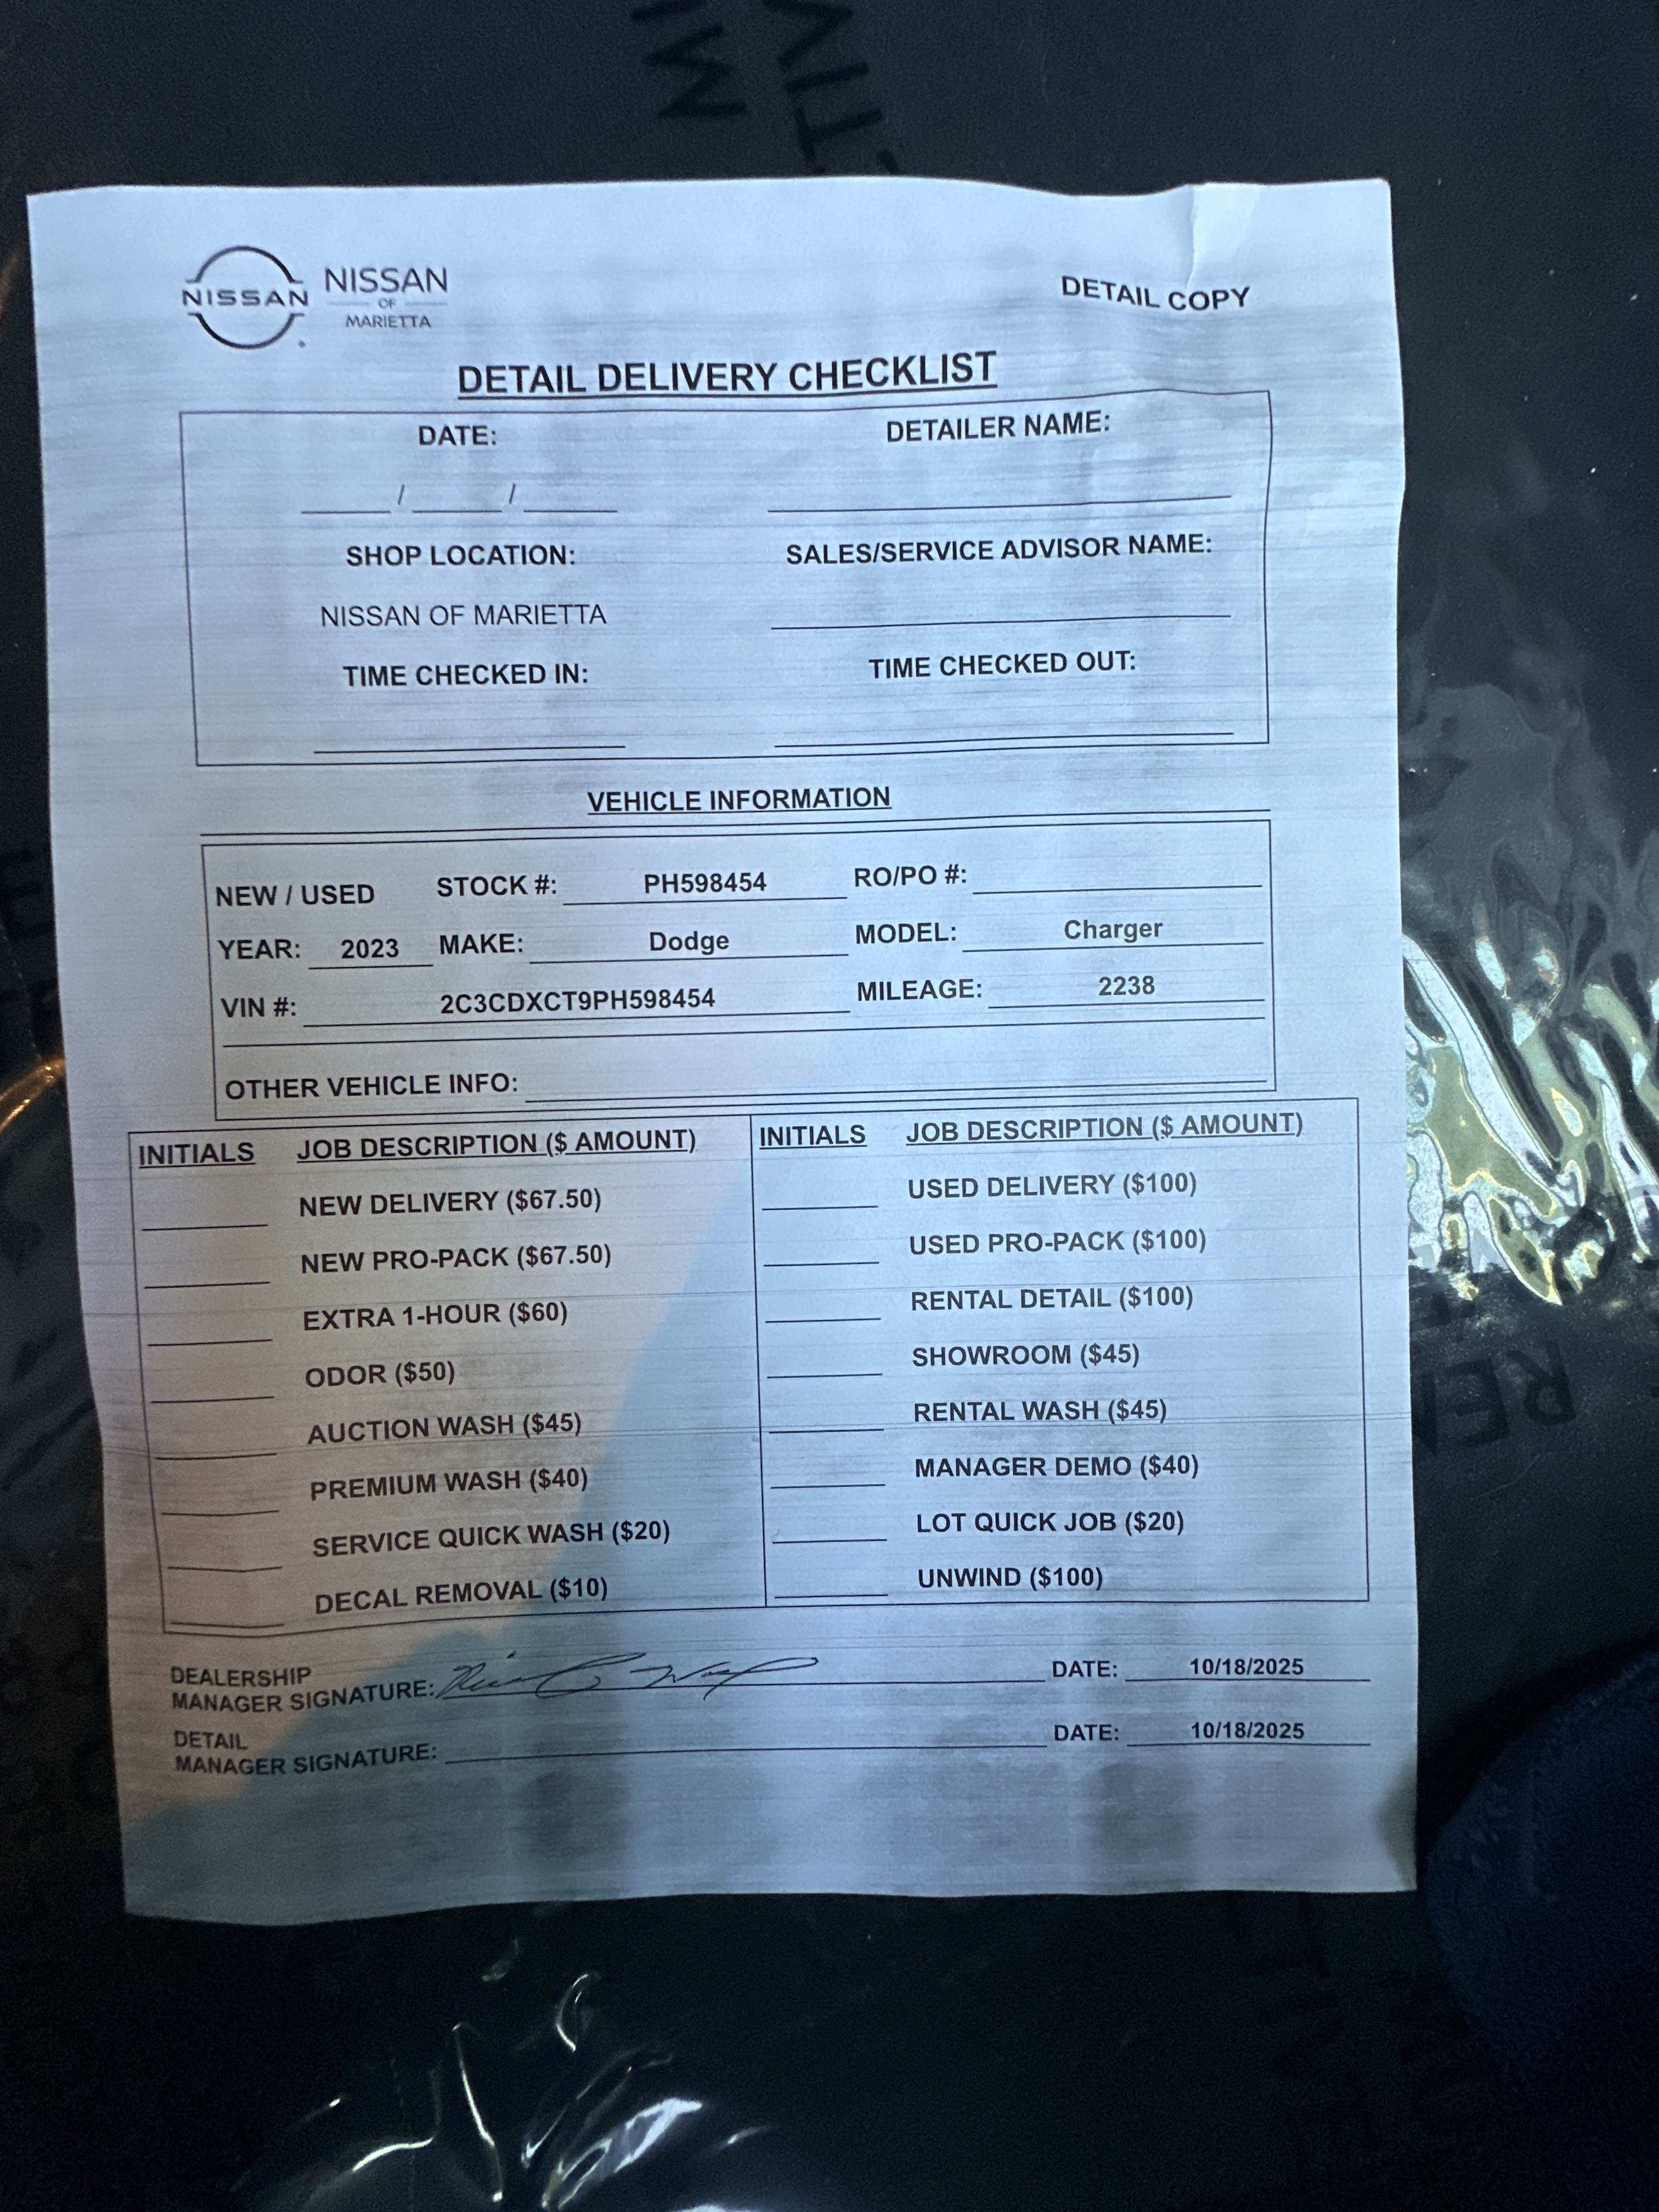 NISSAN
NISSAN
OF
MARIETTA
DETAIL COPY
DETAIL DELIVERY CHECKLIST
DATE: DETAILER NAME:
/ /
SHOP LOCATION: SALES/SERVICE ADVISOR NAME:
NISSAN OF MARIETTA
TIME CHECKED IN: TIME CHECKED OUT:
VEHICLE INFORMATION
NEW / USED STOCK #: PH598454 RO/PO #:
YEAR: 2023 MAKE: Dodge MODEL: Charger
VIN #: 2C3CDXCT9PH598454 MILEAGE: 2238
OTHER VEHICLE INFO:
INITIALS JOB DESCRIPTION ($ AMOUNT) INITIALS JOB DESCRIPTION ($ AMOUNT)
NEW DELIVERY ($67.50) USED DELIVERY ($100)
NEW PRO-PACK ($67.50) USED PRO-PACK ($100)
EXTRA 1-HOUR ($60) RENTAL DETAIL ($100)
ODOR ($50) SHOWROOM ($45)
AUCTION WASH ($45) RENTAL WASH ($45)
PREMIUM WASH ($40) MANAGER DEMO ($40)
SERVICE QUICK WASH ($20) LOT QUICK JOB ($20)
DECAL REMOVAL ($10) UNWIND ($100)
DEALERSHIP
MANAGER SIGNATURE: DATE: 10/18/2025
DETAIL
MANAGER SIGNATURE: DATE: 10/18/2025